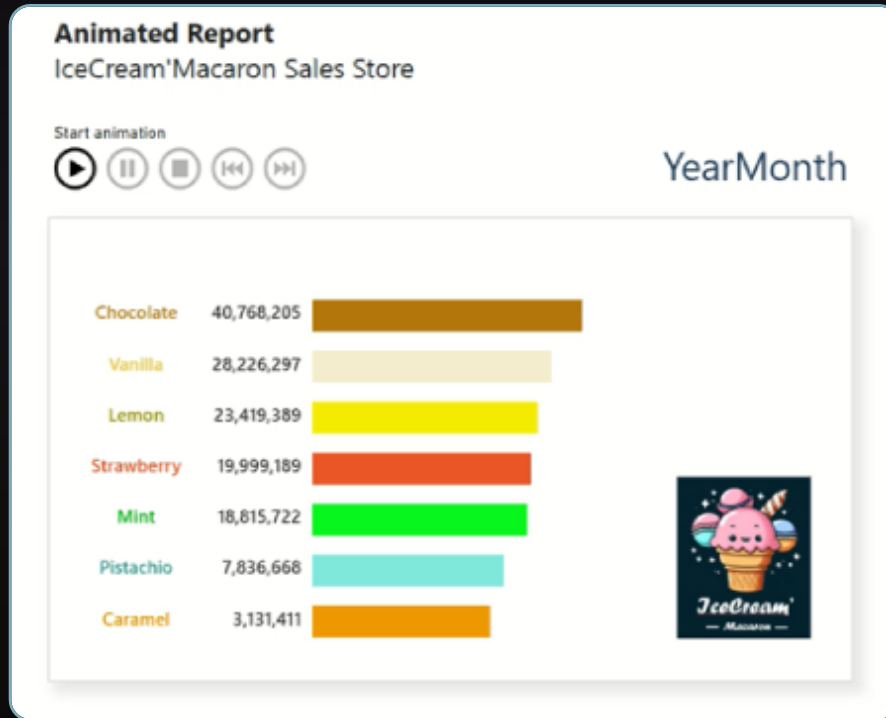 Animated Report
IceCream'Macaron Sales Store
Start animation
YearMonth
Chocolate 40,768,205
Vanilla 28,226,297
Lemon 23,419,389
Strawberry 19,999,189
Mint 18,815,722
Pistachio 7,836,668
Caramel 3,131,411
IceCream'
— Macaron —